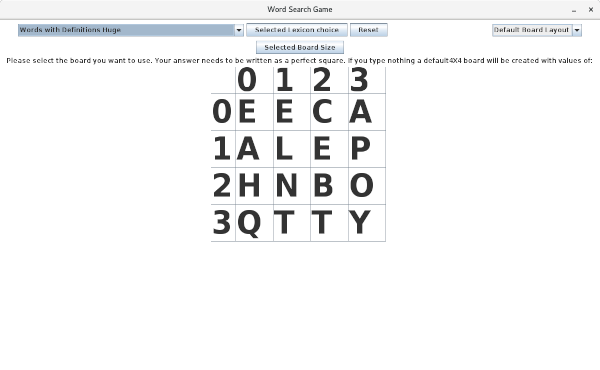 Word Search Game
Words with Definitions Huge Selected Lexicon choice Reset Default Board Layout
Selected Board Size
Please select the board you want to use. Your answer needs to be written as a perfect square. If you type nothing a default4X4 board will be created with values of:
0 1 2 3
0 E E C A
1 A L E P
2 H N B O
3 Q T T Y